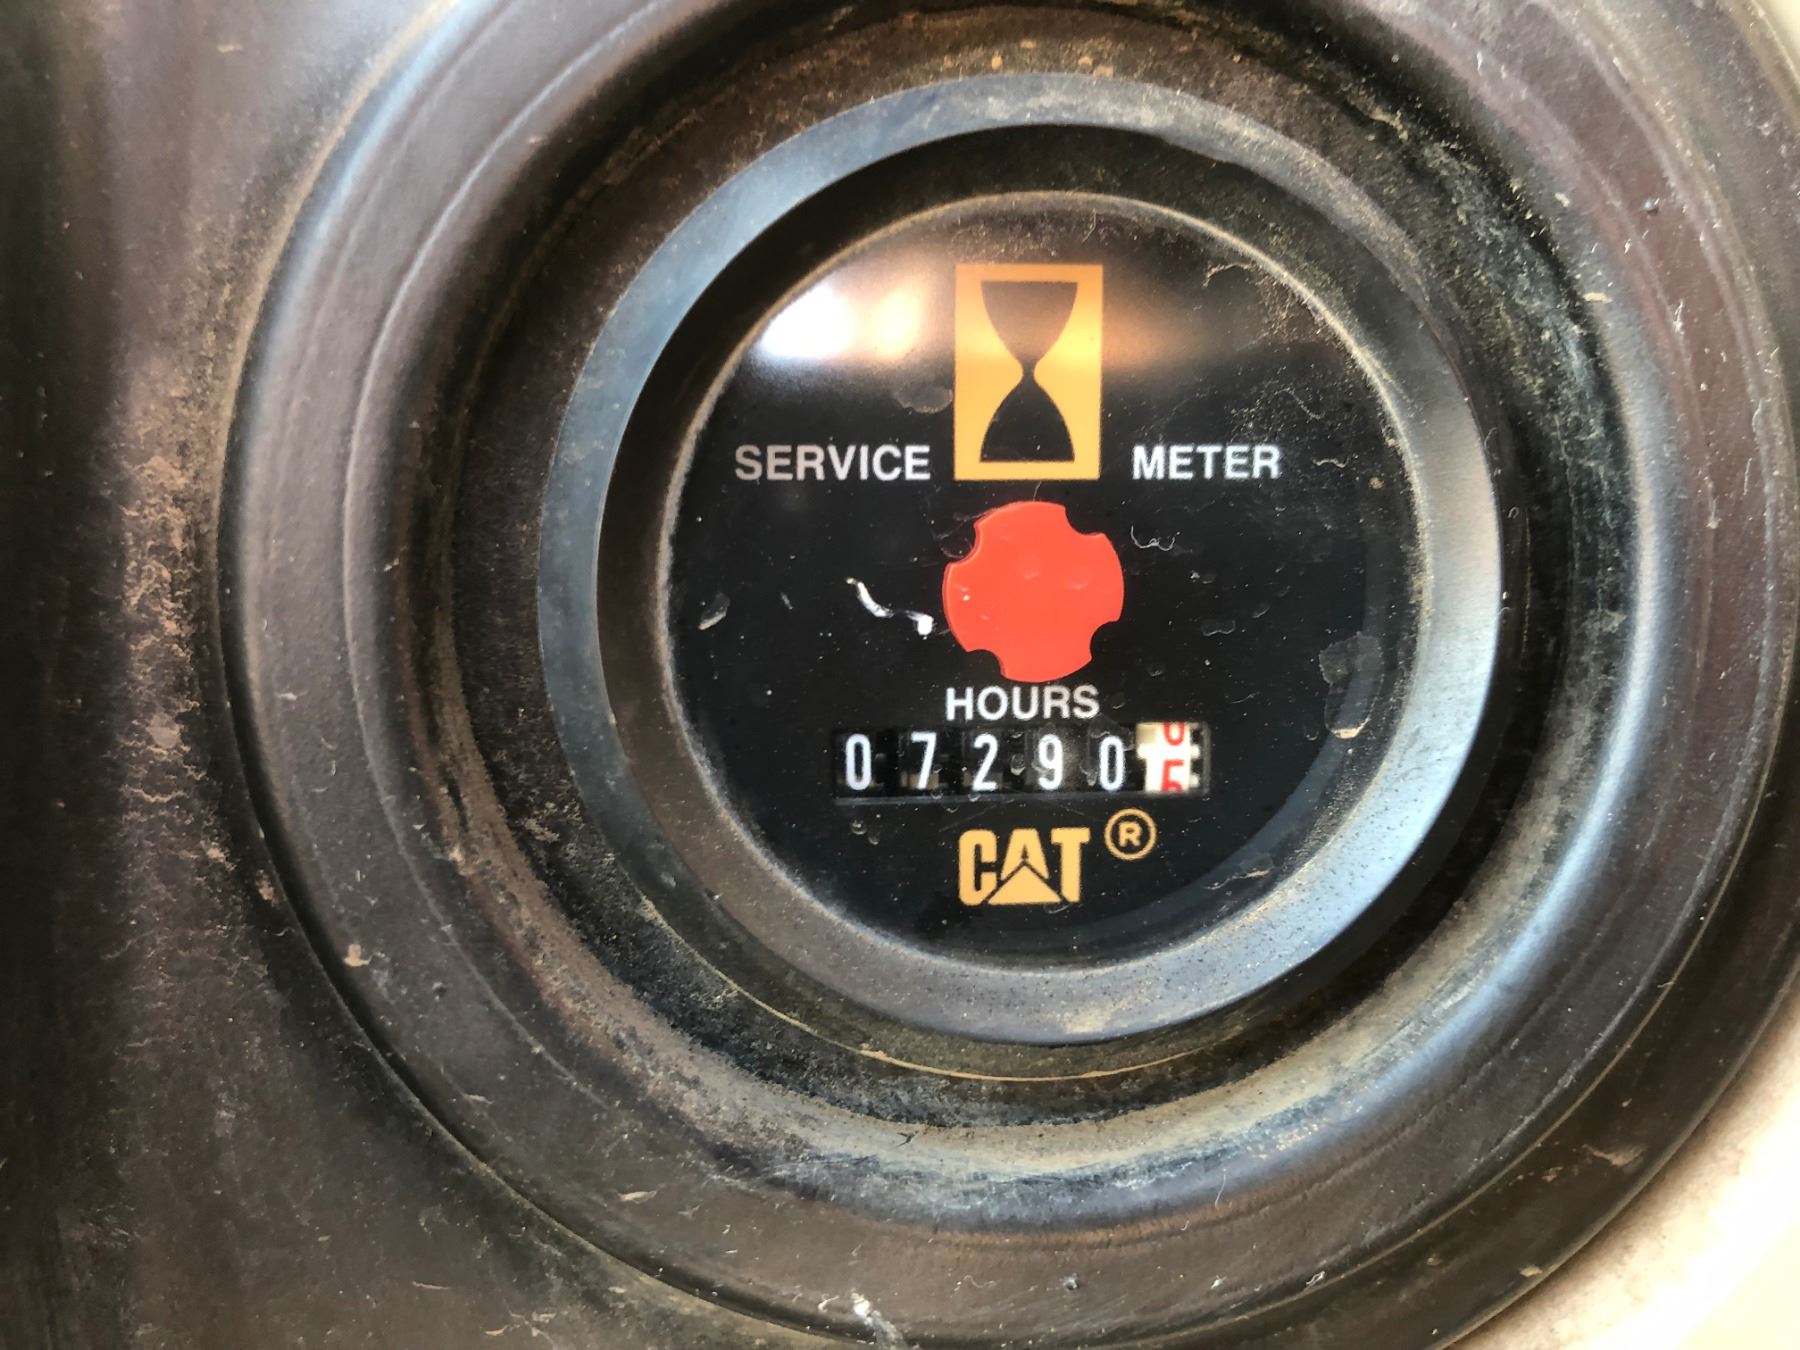 SERVICE METER
HOURS
07290
CAT®